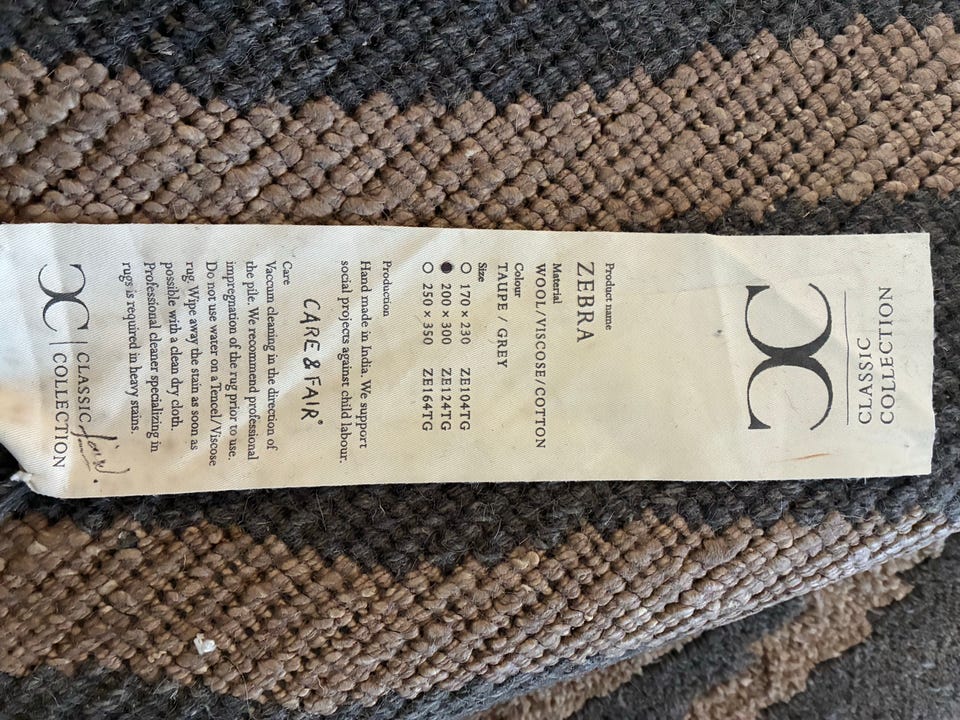 CLASSIC
COLLECTION
CC
Product name
ZEBRA
Material
WOOL/VISCOSE/COTTON
Colour
TAUPE / GREY
Size
○ 170 × 230 ZE104TG
● 200 × 300 ZE124TG
○ 250 × 350 ZE164TG
Production
Hand made in India. We support
social projects against child labour.
CARE & FAIR®
Care
Vaccum cleaning in the direction of
the pile. We recommend professional
impregnation of the rug prior to use.
Do not use water on a Tencel/Viscose
rug. Wipe away the stain as soon as
possible with a clean dry cloth.
Professional cleaner specializing in
rugs is required in heavy stains.
CC | CLASSIC
COLLECTION